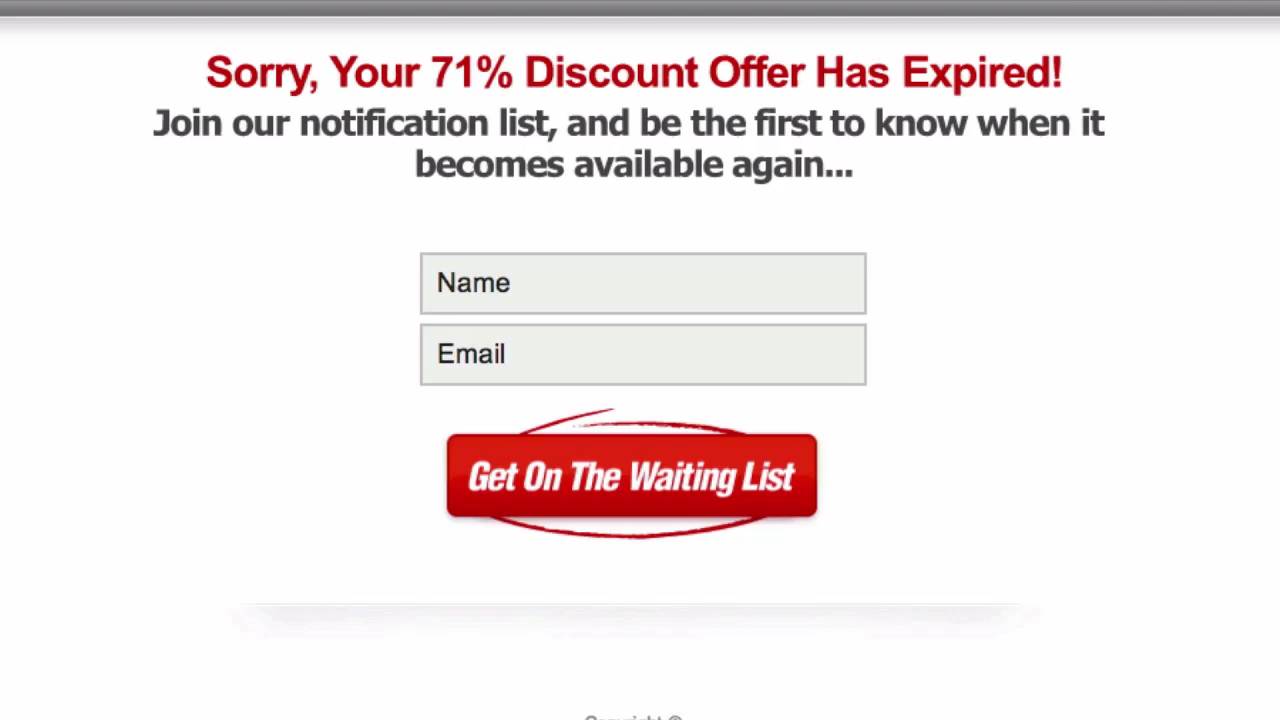 Sorry, Your 71% Discount Offer Has Expired!
Join our notification list, and be the first to know when it
becomes available again...
Name
Email
Get On The Waiting List
Copyright ©